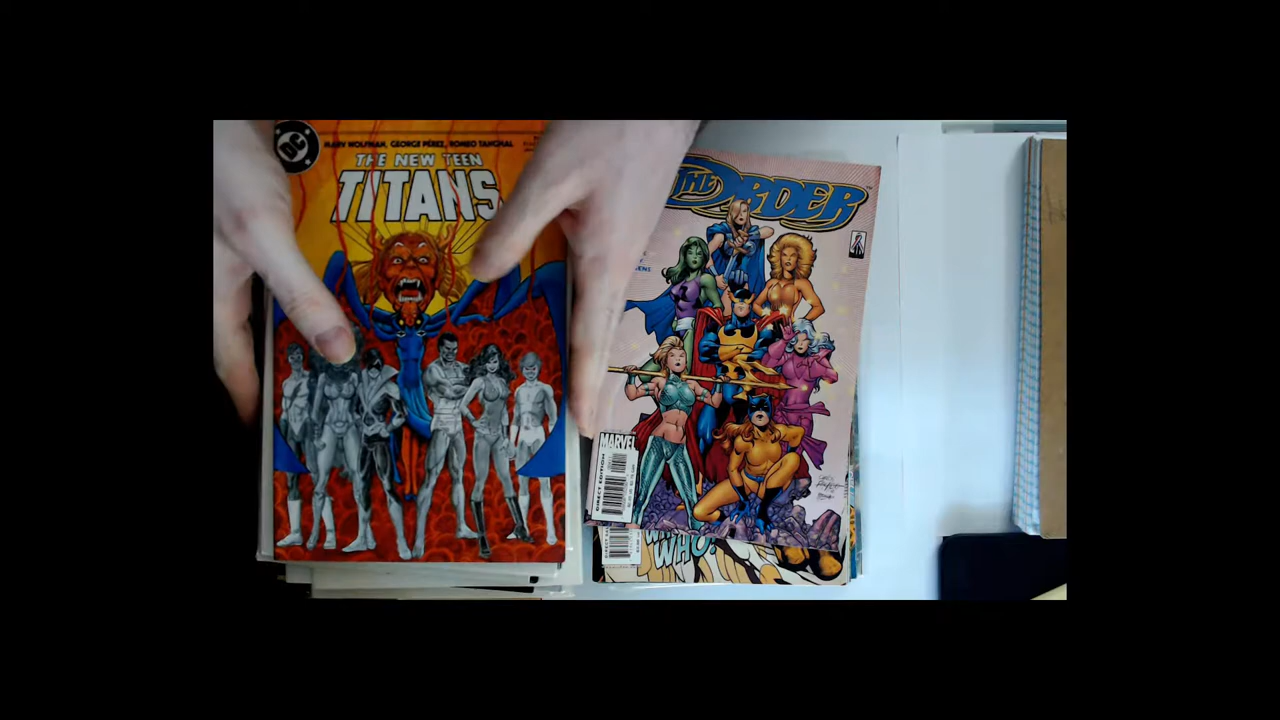 DC
MARV WOLFMAN, GEORGE PÉREZ, ROMEO TANGHAL
THE NEW TEEN
TITANS
THE ORDER
MARVEL
DIRECT EDITION
WHO?